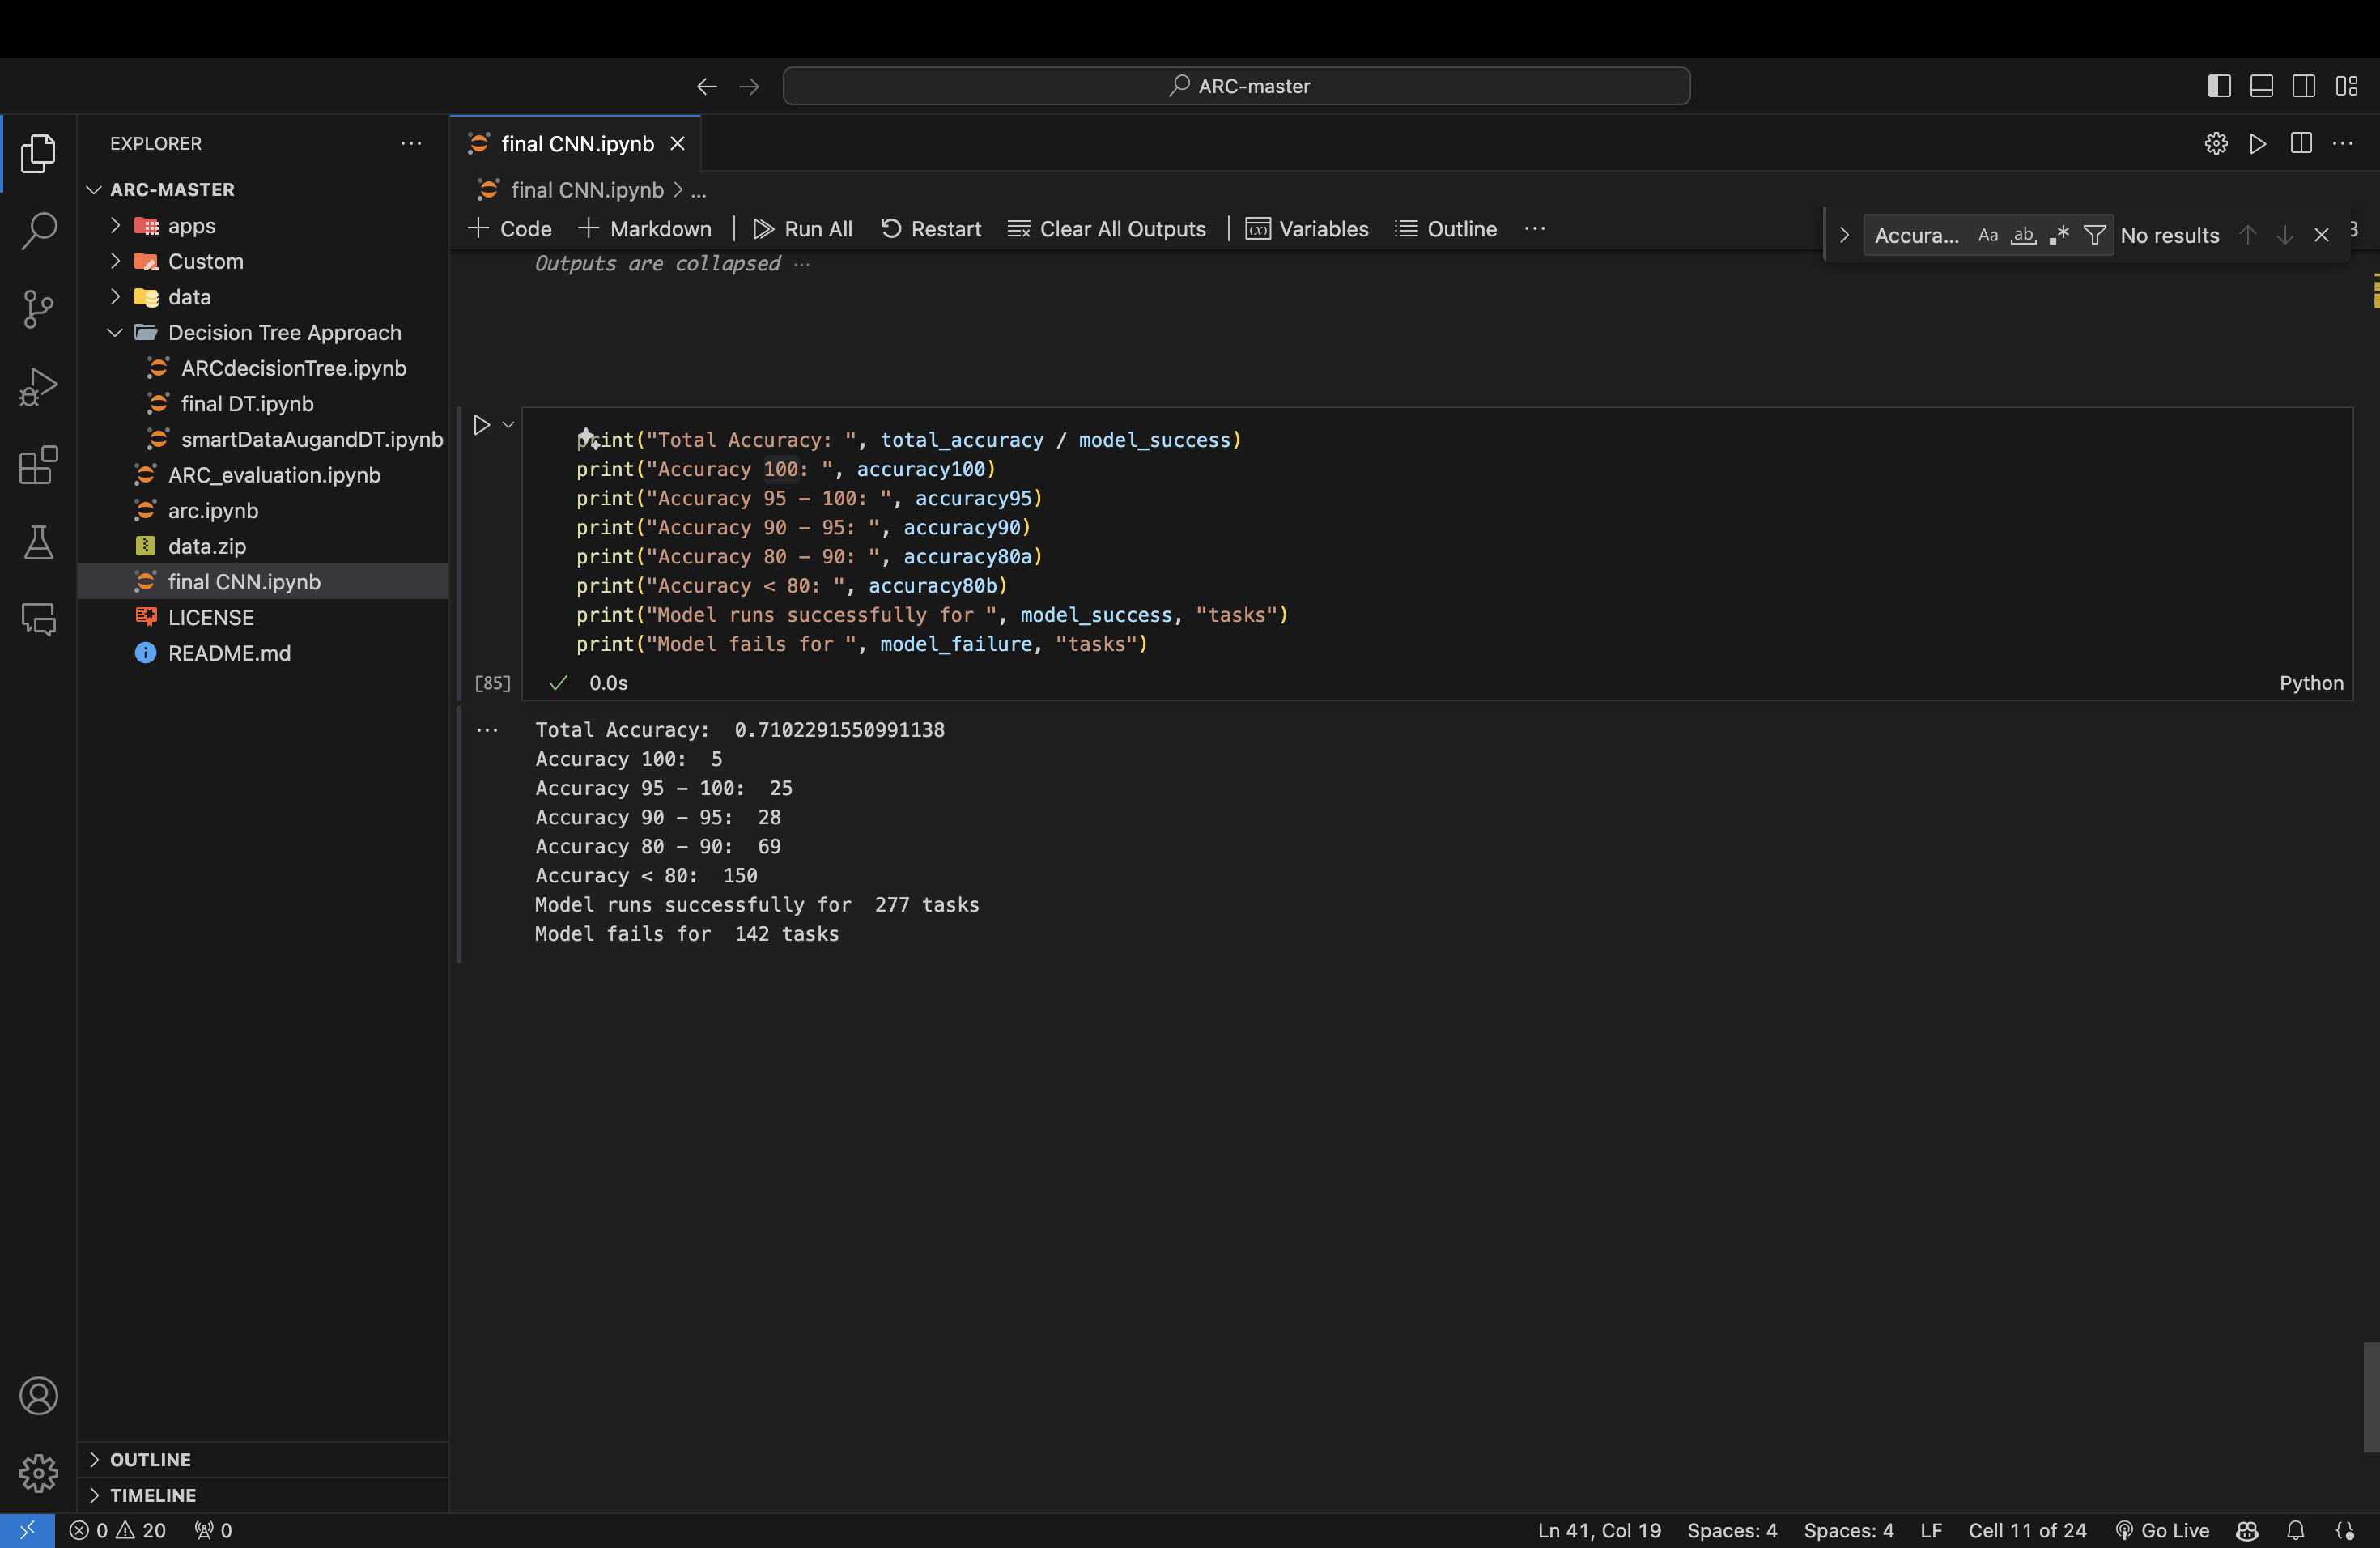 ARC-master
EXPLORER
ARC-MASTER
apps
Custom
data
Decision Tree Approach
ARCdecisionTree.ipynb
final DT.ipynb
smartDataAugandDT.ipynb
ARC_evaluation.ipynb
arc.ipynb
data.zip
final CNN.ipynb
LICENSE
README.md
OUTLINE
TIMELINE
final CNN.ipynb
final CNN.ipynb > ...
Code Markdown Run All Restart Clear All Outputs Variables Outline ...
Accura... Aa ab .* No results
Outputs are collapsed ...
print("Total Accuracy: ", total_accuracy / model_success)
print("Accuracy 100: ", accuracy100)
print("Accuracy 95 - 100: ", accuracy95)
print("Accuracy 90 - 95: ", accuracy90)
print("Accuracy 80 - 90: ", accuracy80a)
print("Accuracy < 80: ", accuracy80b)
print("Model runs successfully for ", model_success, "tasks")
print("Model fails for ", model_failure, "tasks")
[85] 0.0s Python
Total Accuracy:  0.7102291550991138
Accuracy 100:  5
Accuracy 95 - 100:  25
Accuracy 90 - 95:  28
Accuracy 80 - 90:  69
Accuracy < 80:  150
Model runs successfully for  277 tasks
Model fails for  142 tasks
0 20 0 Ln 41, Col 19 Spaces: 4 Spaces: 4 LF Cell 11 of 24 Go Live